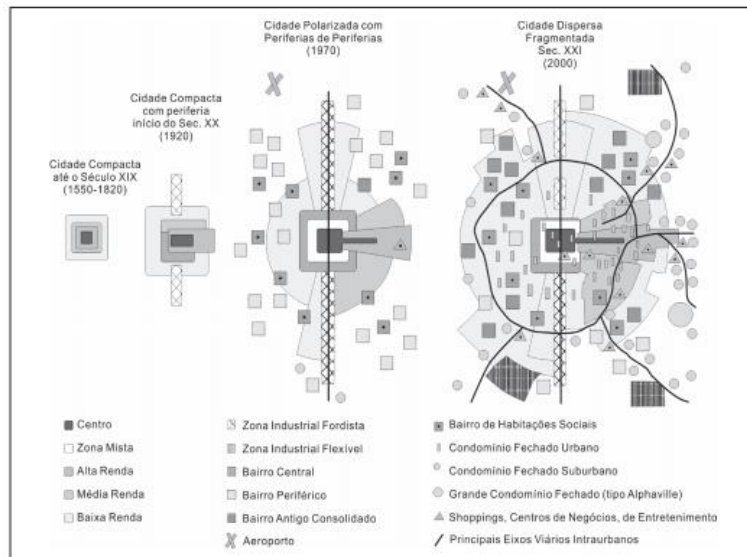 Cidade Polarizada com
Periferias de Periferias
(1970)
Cidade Dispersa
Fragmentada
Sec. XXI
(2000)
Cidade Compacta
com periferia
início do Sec. XX
(1920)
Cidade Compacta
até o Século XIX
(1550-1820)
Centro
Zona Mista
Alta Renda
Média Renda
Baixa Renda
Zona Industrial Fordista
Zona Industrial Flexível
Bairro Central
Bairro Periférico
Bairro Antigo Consolidado
Aeroporto
Bairro de Habitações Sociais
Condomínio Fechado Urbano
Condomínio Fechado Suburbano
Grande Condomínio Fechado (tipo Alphaville)
Shoppings, Centros de Negócios, de Entretenimento
Principais Eixos Viários Intraurbanos